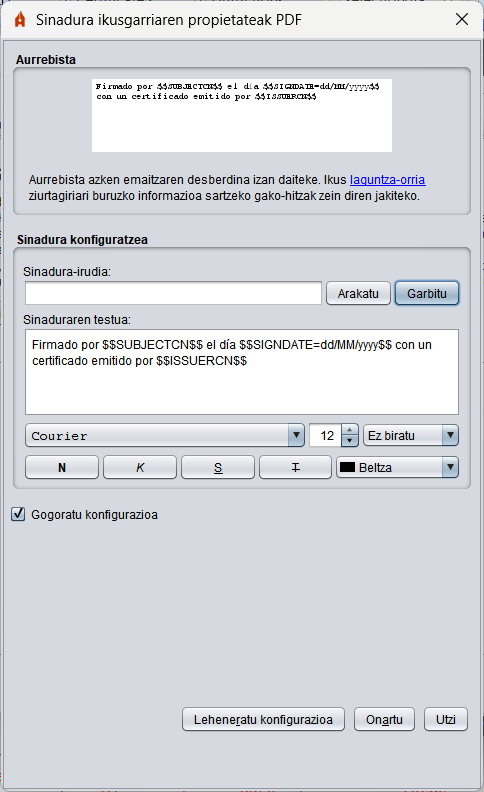 Sinadura ikusgarriaren propietateak PDF
Aurrebista
Firmado por $$SUBJECTCN$$ el día $$SIGNDATE=dd/MM/yyyy$$
con un certificado emitido por $$ISSUERCN$$
Aurrebista azken emaitzaren desberdina izan daiteke. Ikus laguntza-orria
ziurtagiriari buruzko informazioa sartzeko gako-hitzak zein diren jakiteko.
Sinadura konfiguratzea
Sinadura-irudia:
Arakatu Garbitu
Sinaduraren testua:
Firmado por $$SUBJECTCN$$ el día $$SIGNDATE=dd/MM/yyyy$$ con un
certificado emitido por $$ISSUERCN$$
Courier 12 Ez biratu
N K S T Beltza
Gogoratu konfigurazioa
Leheneratu konfigurazioa Onartu Utzi